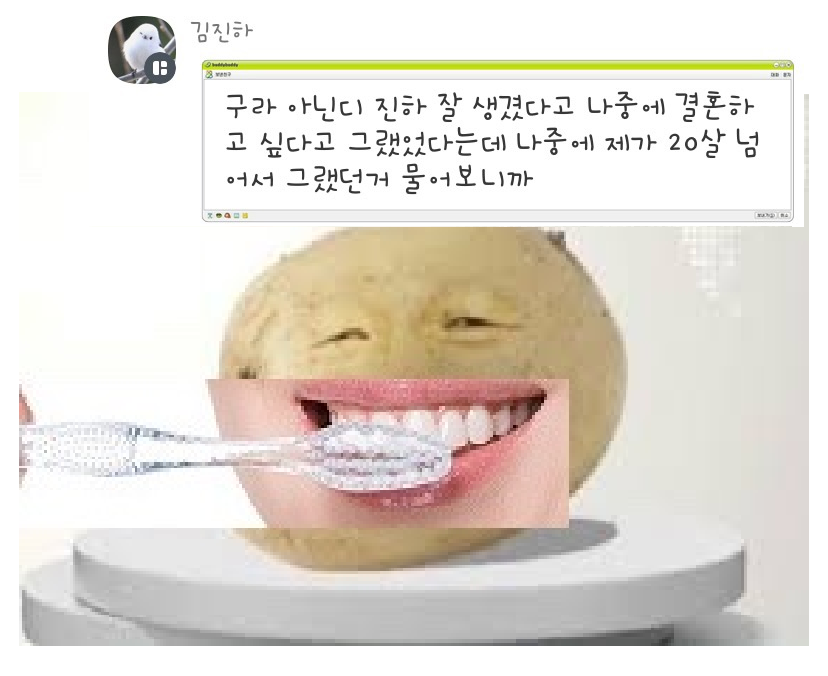 김진하
buddybuddy
구라 아닌디 진하 잘 생겼다고 나중에 결혼하
고 싶다고 그랬었다는데 나중에 제가 20살 넘
어서 그랬던거 물어보니까